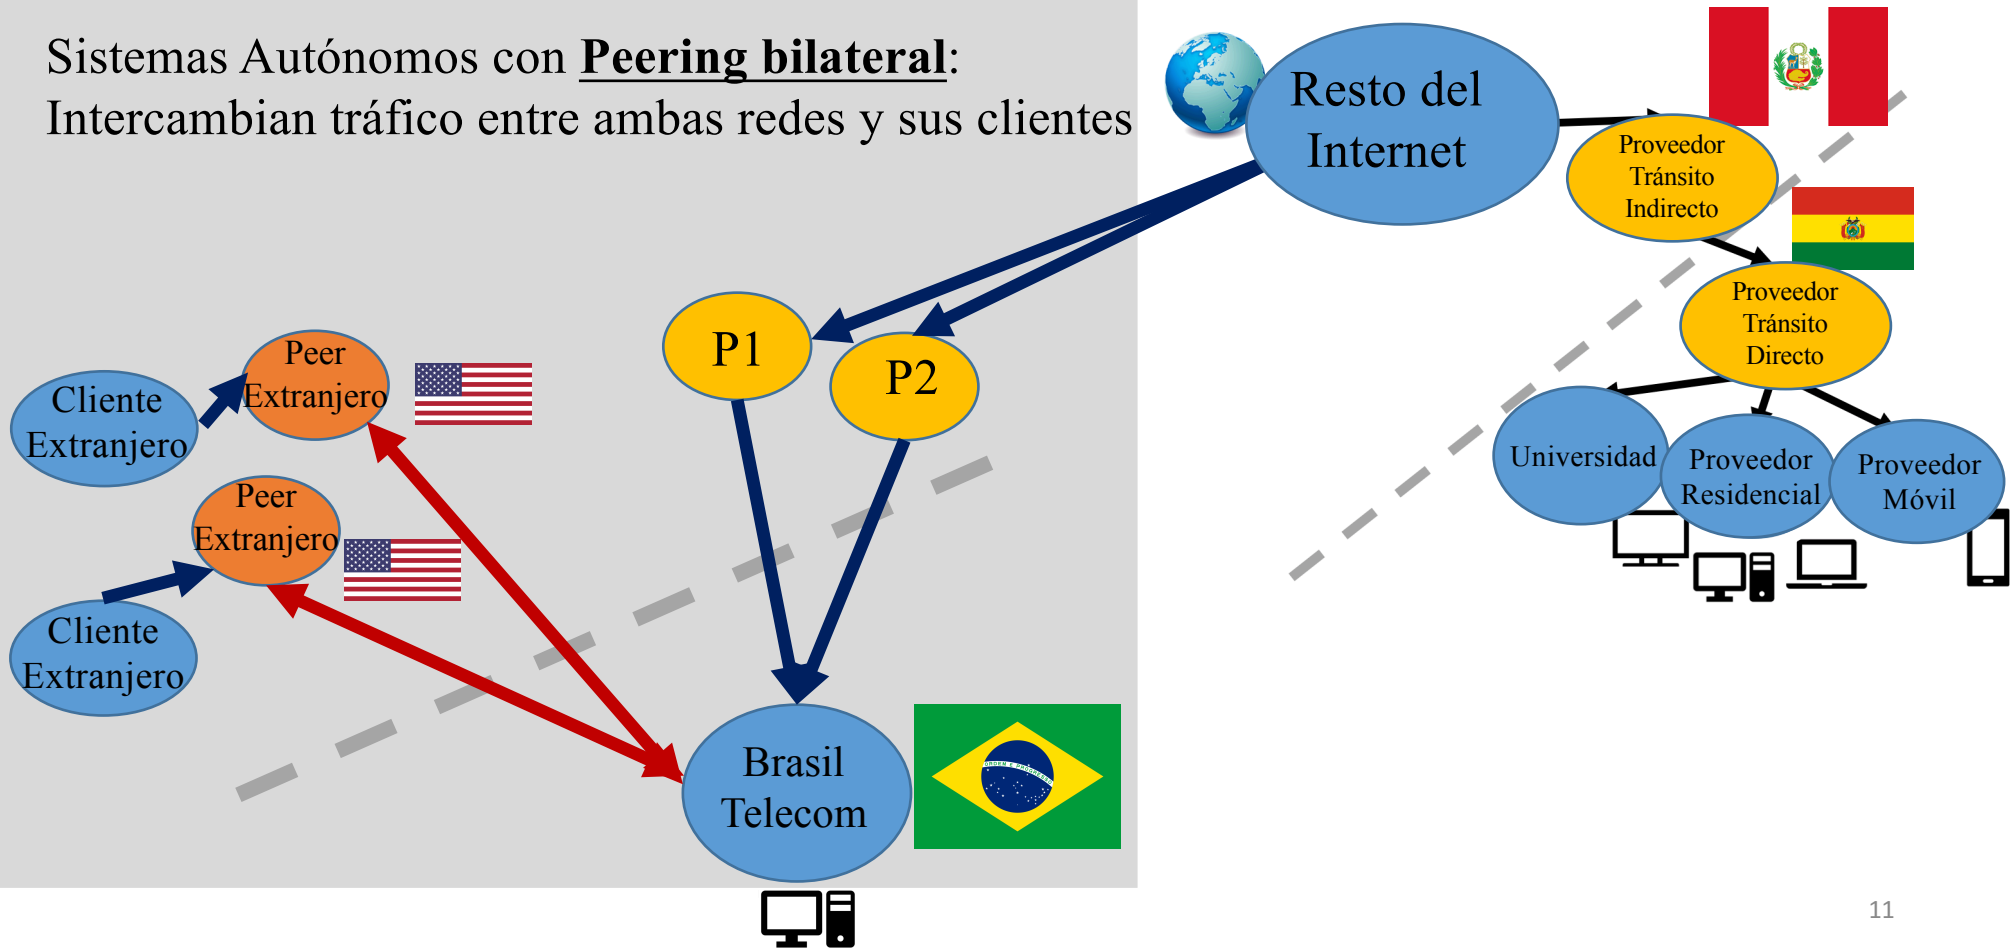 Sistemas Autónomos con Peering bilateral:
Intercambian tráfico entre ambas redes y sus clientes
Resto del
Internet
Proveedor
Tránsito
Indirecto
Proveedor
Tránsito
Directo
Universidad
Proveedor
Residencial
Proveedor
Móvil
P1
P2
Peer
Extranjero
Cliente
Extranjero
Peer
Extranjero
Cliente
Extranjero
Brasil
Telecom
ORDEM E PROGRESSO
11